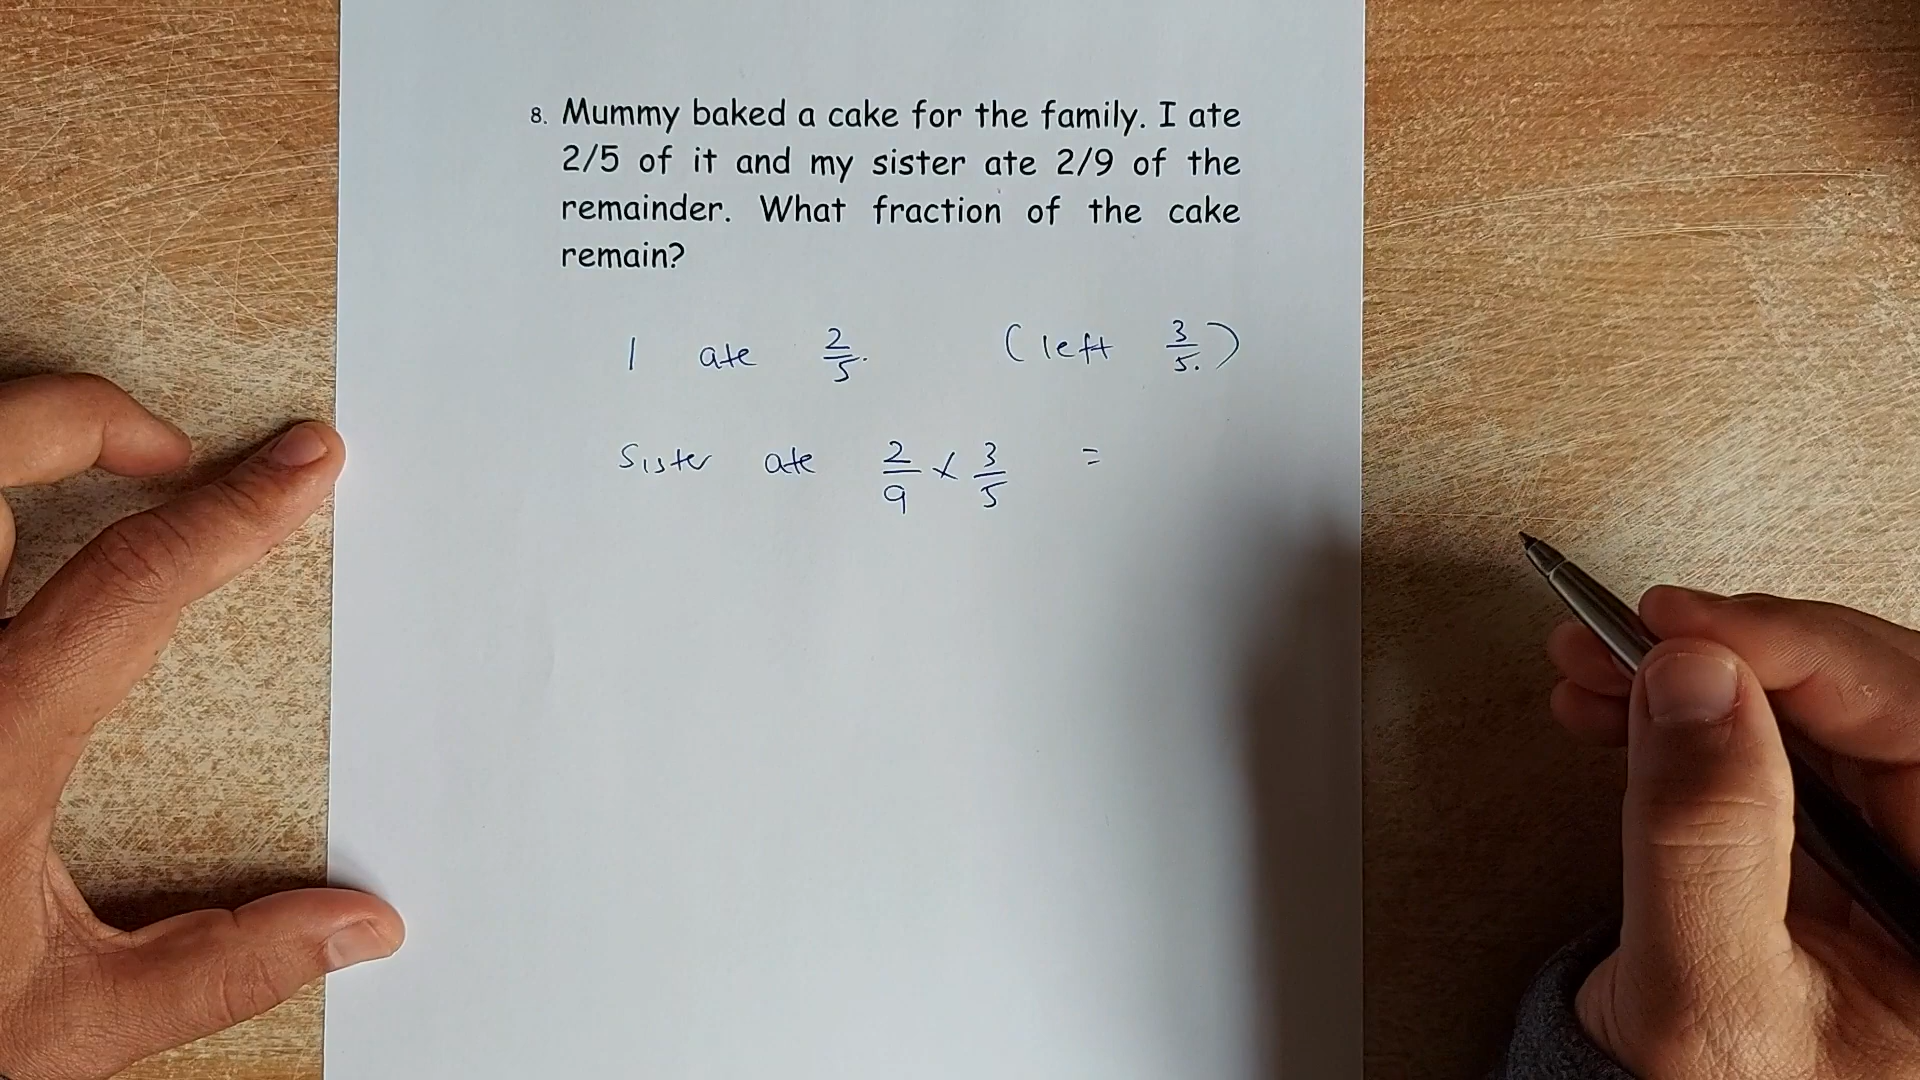 8. Mummy baked a cake for the family. I ate
2/5 of it and my sister ate 2/9 of the
remainder. What fraction of the cake
remain?
I ate 2/5. (left 3/5.)
Sister ate 2/9 x 3/5 =